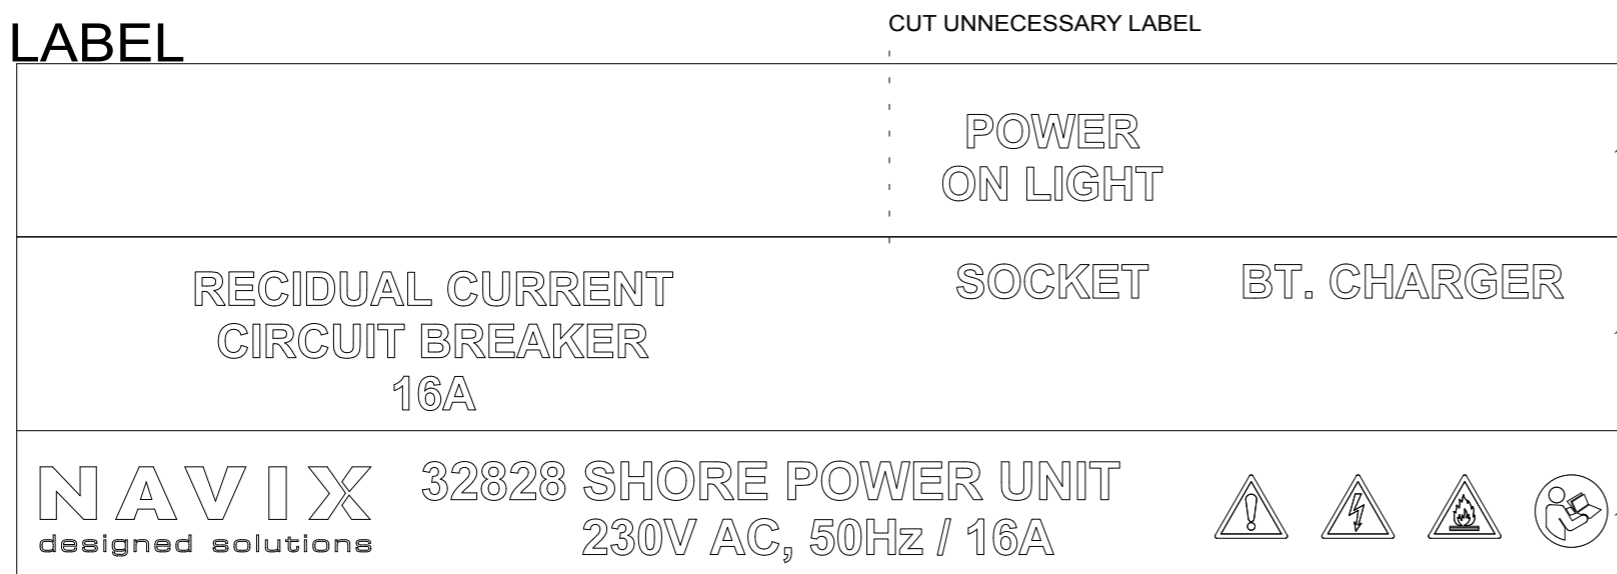 CUT UNNECESSARY LABEL
LABEL
POWER
ON LIGHT
RECIDUAL CURRENT
CIRCUIT BREAKER
16A
SOCKET
BT. CHARGER
NAVIX
designed solutions
32828 SHORE POWER UNIT
230V AC, 50Hz / 16A